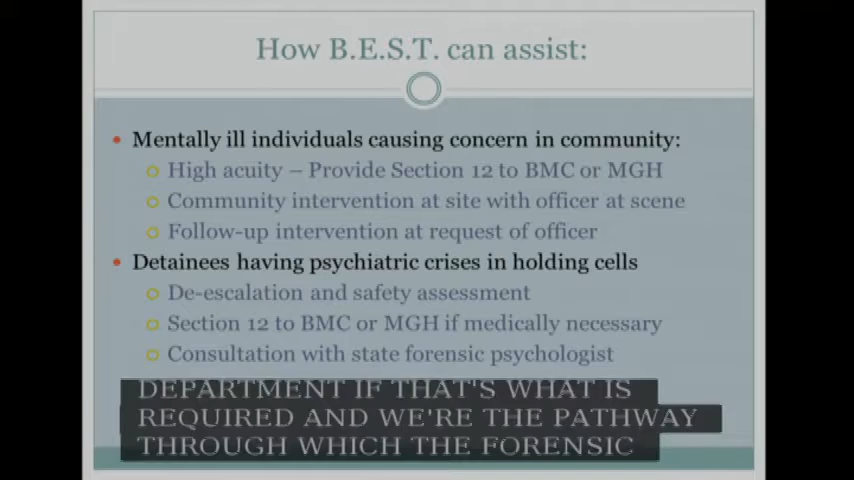 How B.E.S.T. can assist:
• Mentally ill individuals causing concern in community:
High acuity – Provide Section 12 to BMC or MGH
Community intervention at site with officer at scene
Follow-up intervention at request of officer
• Detainees having psychiatric crises in holding cells
De-escalation and safety assessment
Section 12 to BMC or MGH if medically necessary
Consultation with state forensic psychologist
DEPARTMENT IF THAT'S WHAT IS
REQUIRED AND WE'RE THE PATHWAY
THROUGH WHICH THE FORENSIC